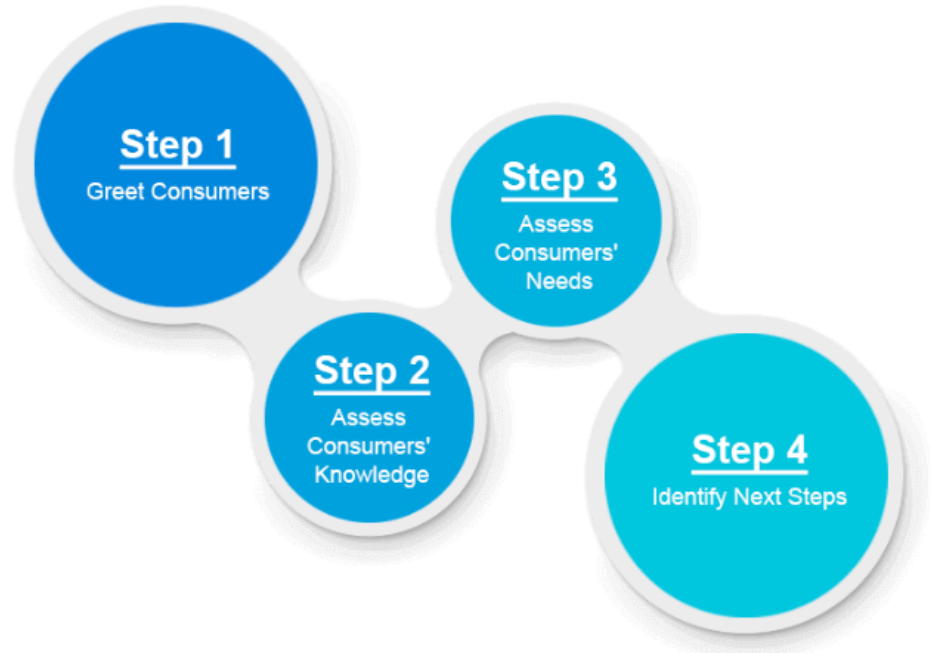 Step 1
Greet Consumers
Step 2
Assess
Consumers'
Knowledge
Step 3
Assess
Consumers'
Needs
Step 4
Identify Next Steps